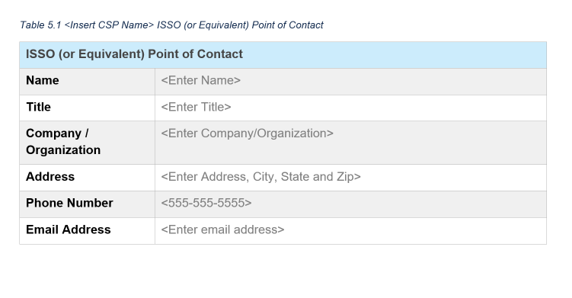 Table 5.1 <Insert CSP Name> ISSO (or Equivalent) Point of Contact
ISSO (or Equivalent) Point of Contact
Name <Enter Name>
Title <Enter Title>
Company / <Enter Company/Organization>
Organization
Address <Enter Address, City, State and Zip>
Phone Number <555-555-5555>
Email Address <Enter email address>